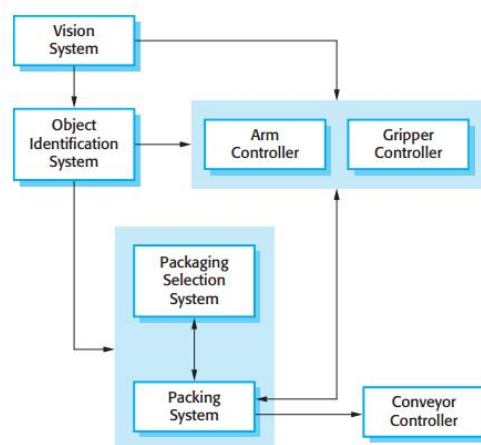 Vision
System
Object
Identification
System
Arm
Controller
Gripper
Controller
Packaging
Selection
System
Packing
System
Conveyor
Controller